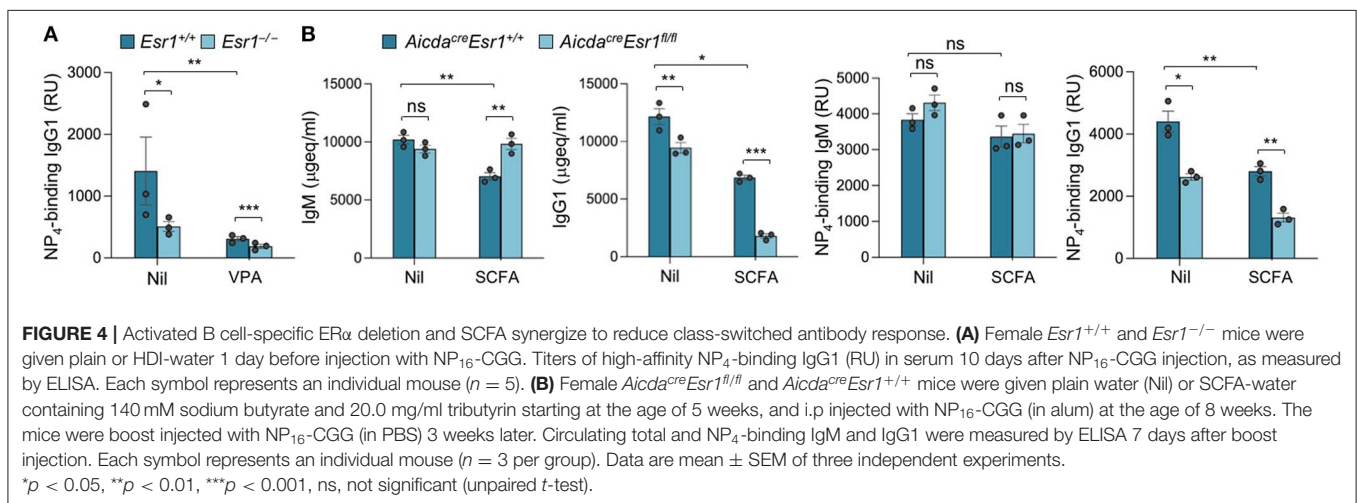 A
Esr1+/+ Esr1−/−
NP4-binding IgG1 (RU)
3000
2000
1000
0
**
*
***
Nil VPA
B
AicdacreEsr1+/+ AicdacreEsr1fl/fl
IgM (μgeq/ml)
15000
10000
5000
0
**
ns
**
Nil SCFA
IgG1 (μgeq/ml)
15000
10000
5000
0
*
**
***
Nil SCFA
NP4-binding IgM (RU)
5000
4000
3000
2000
1000
0
ns
ns
ns
Nil SCFA
NP4-binding IgG1 (RU)
6000
4000
2000
0
**
*
**
Nil SCFA
FIGURE 4 | Activated B cell-specific ERα deletion and SCFA synergize to reduce class-switched antibody response. (A) Female Esr1+/+ and Esr1−/− mice were
given plain or HDI-water 1 day before injection with NP16-CGG. Titers of high-affinity NP4-binding IgG1 (RU) in serum 10 days after NP16-CGG injection, as measured
by ELISA. Each symbol represents an individual mouse (n = 5). (B) Female AicdacreEsr1fl/fl and AicdacreEsr1+/+ mice were given plain water (Nil) or SCFA-water
containing 140 mM sodium butyrate and 20.0 mg/ml tributyrin starting at the age of 5 weeks, and i.p injected with NP16-CGG (in alum) at the age of 8 weeks. The
mice were boost injected with NP16-CGG (in PBS) 3 weeks later. Circulating total and NP4-binding IgM and IgG1 were measured by ELISA 7 days after boost
injection. Each symbol represents an individual mouse (n = 3 per group). Data are mean ± SEM of three independent experiments.
*p < 0.05, **p < 0.01, ***p < 0.001, ns, not significant (unpaired t-test).